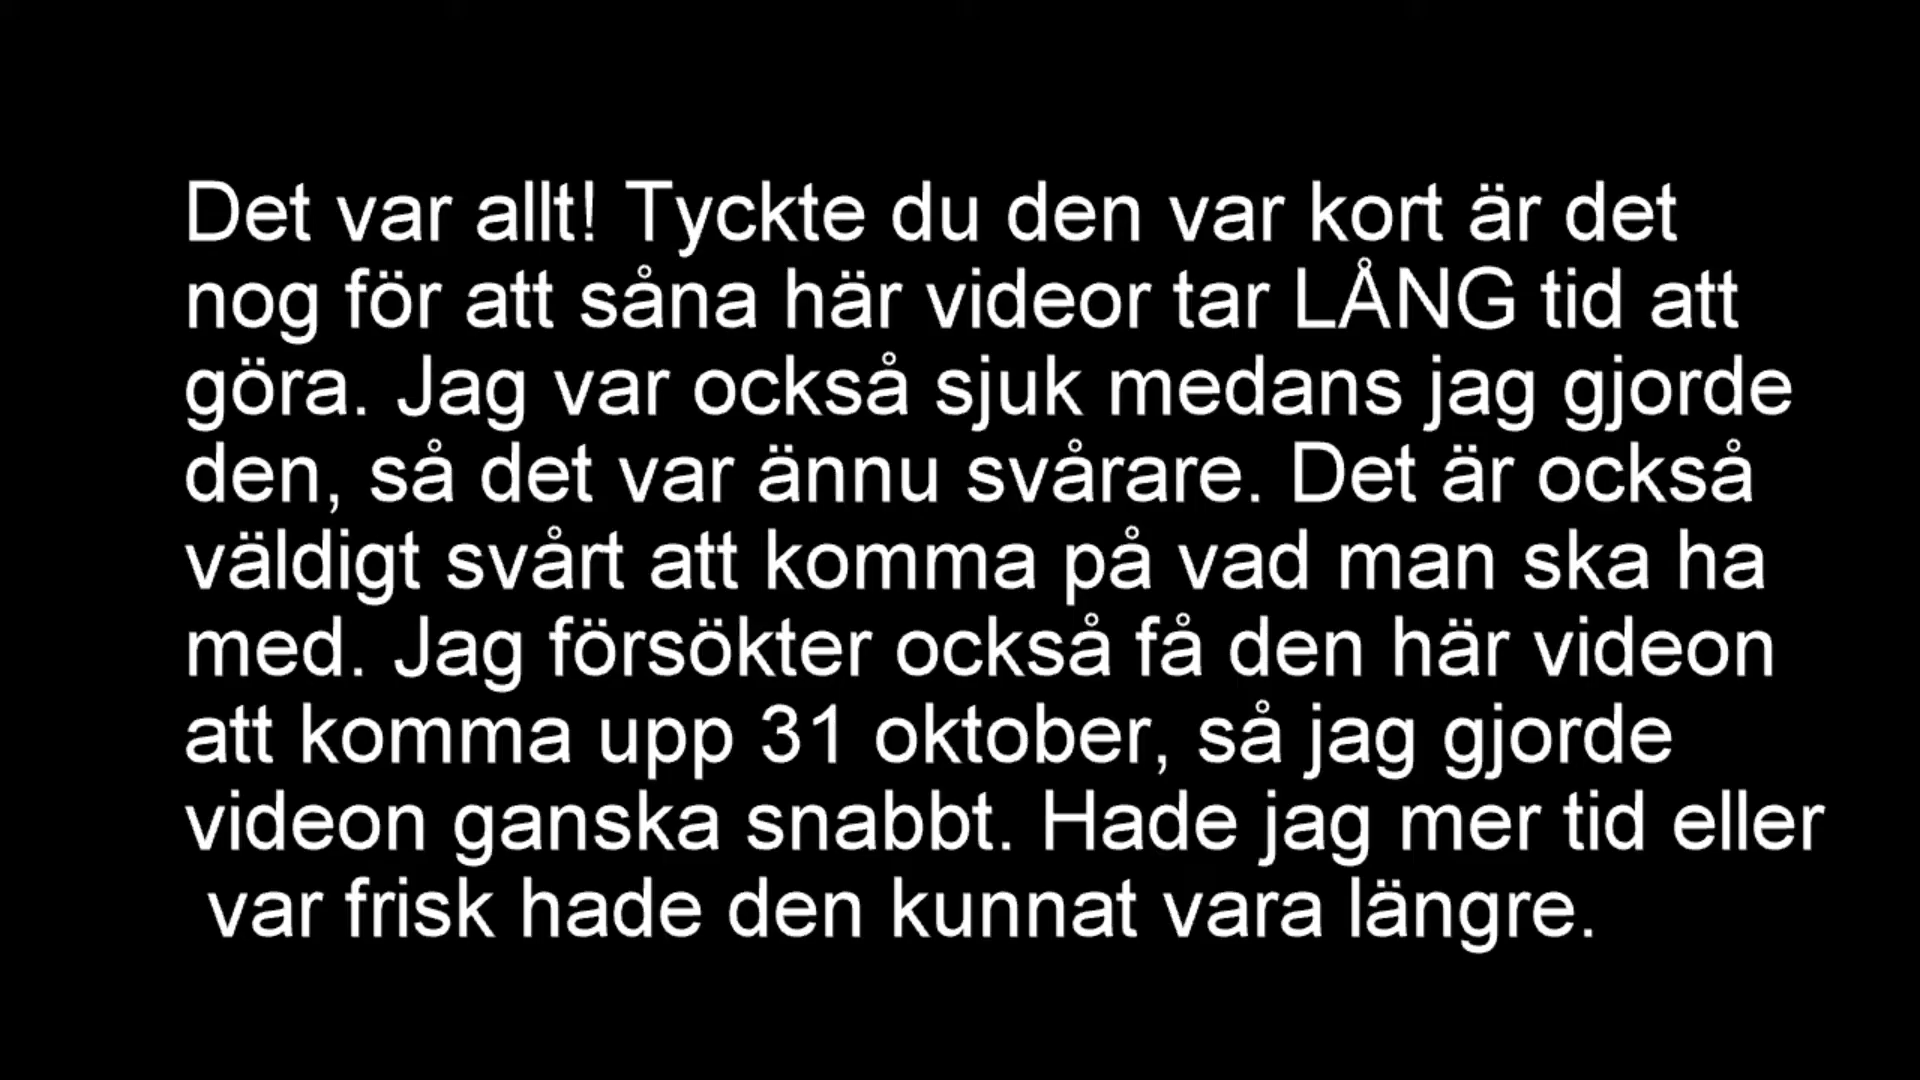 Det var allt! Tyckte du den var kort är det
nog för att såna här videor tar LÅNG tid att
göra. Jag var också sjuk medans jag gjorde
den, så det var ännu svårare. Det är också
väldigt svårt att komma på vad man ska ha
med. Jag försökter också få den här videon
att komma upp 31 oktober, så jag gjorde
videon ganska snabbt. Hade jag mer tid eller
var frisk hade den kunnat vara längre.